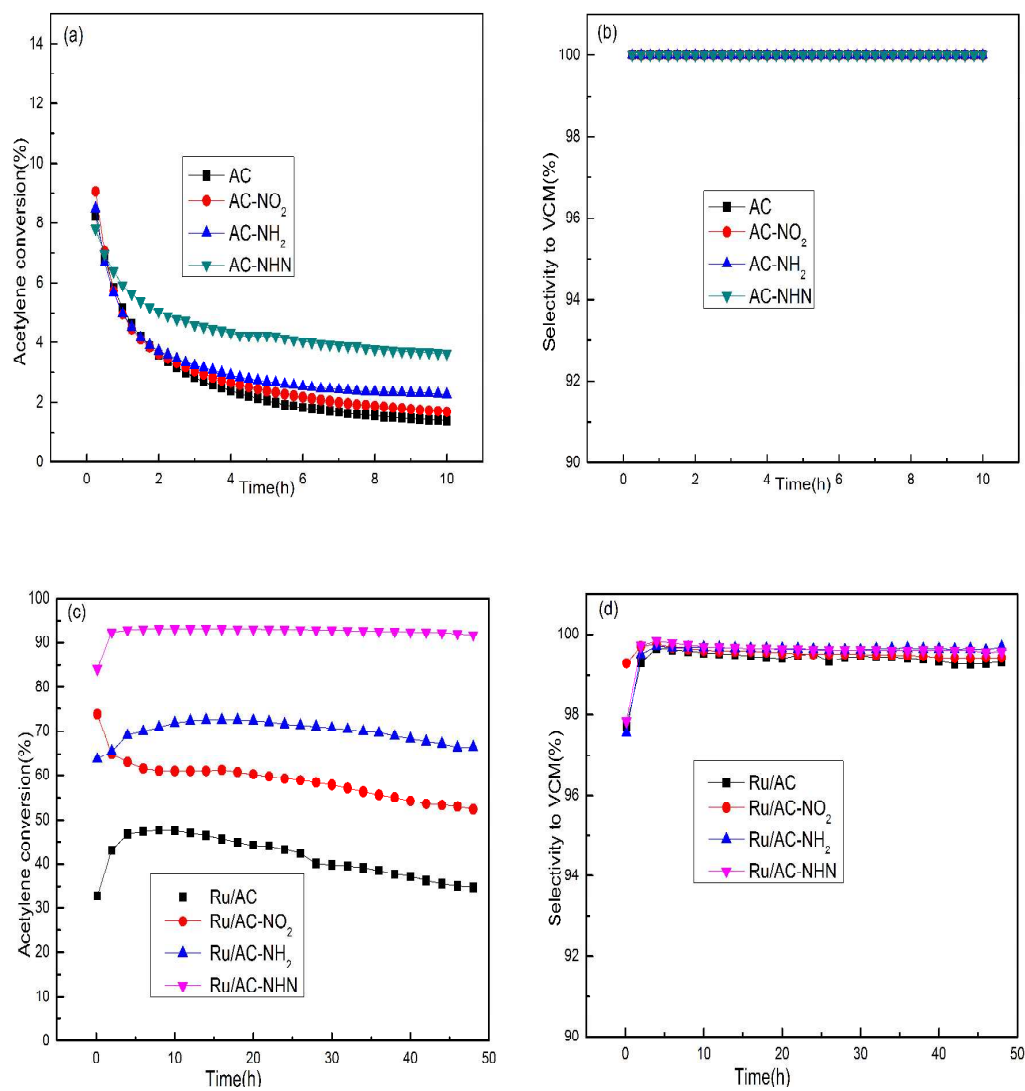 (a)
Acetylene conversion(%)
14
12
10
8
6
4
2
0
AC
AC-NO2
AC-NH2
AC-NHN
0 2 4 6 8 10
Time(h)
(b)
Selectivity to VCM(%)
100
98
96
94
92
90
AC
AC-NO2
AC-NH2
AC-NHN
0 2 4 6 8 10
Time(h)
(c)
Acetylene conversion(%)
100
90
80
70
60
50
40
30
20
10
0
Ru/AC
Ru/AC-NO2
Ru/AC-NH2
Ru/AC-NHN
0 10 20 30 40 50
Time(h)
(d)
Selectivity to VCM(%)
100
98
96
94
92
90
Ru/AC
Ru/AC-NO2
Ru/AC-NH2
Ru/AC-NHN
0 10 20 30 40 50
Time(h)